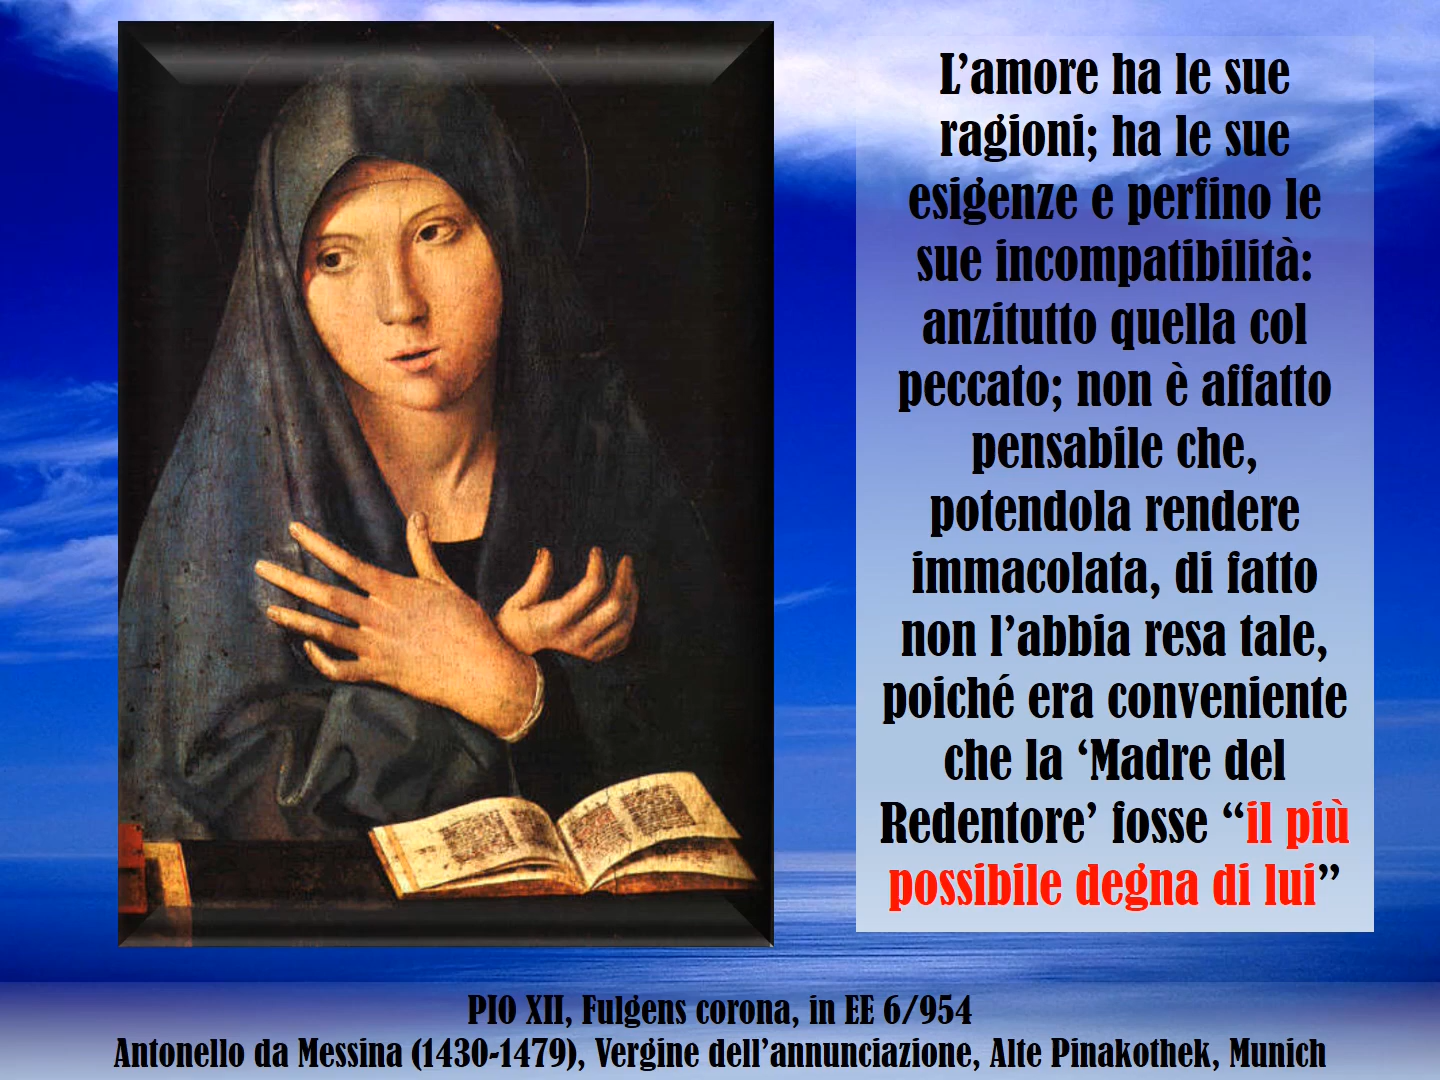 L’amore ha le sue
ragioni; ha le sue
esigenze e perfino le
sue incompatibilità:
anzitutto quella col
peccato; non è affatto
pensabile che,
potendola rendere
immacolata, di fatto
non l’abbia resa tale,
poiché era conveniente
che la ‘Madre del
Redentore’ fosse “il più
possibile degna di lui”
PIO XII, Fulgens corona, in EE 6/954
Antonello da Messina (1430-1479), Vergine dell’annunciazione, Alte Pinakothek, Munich